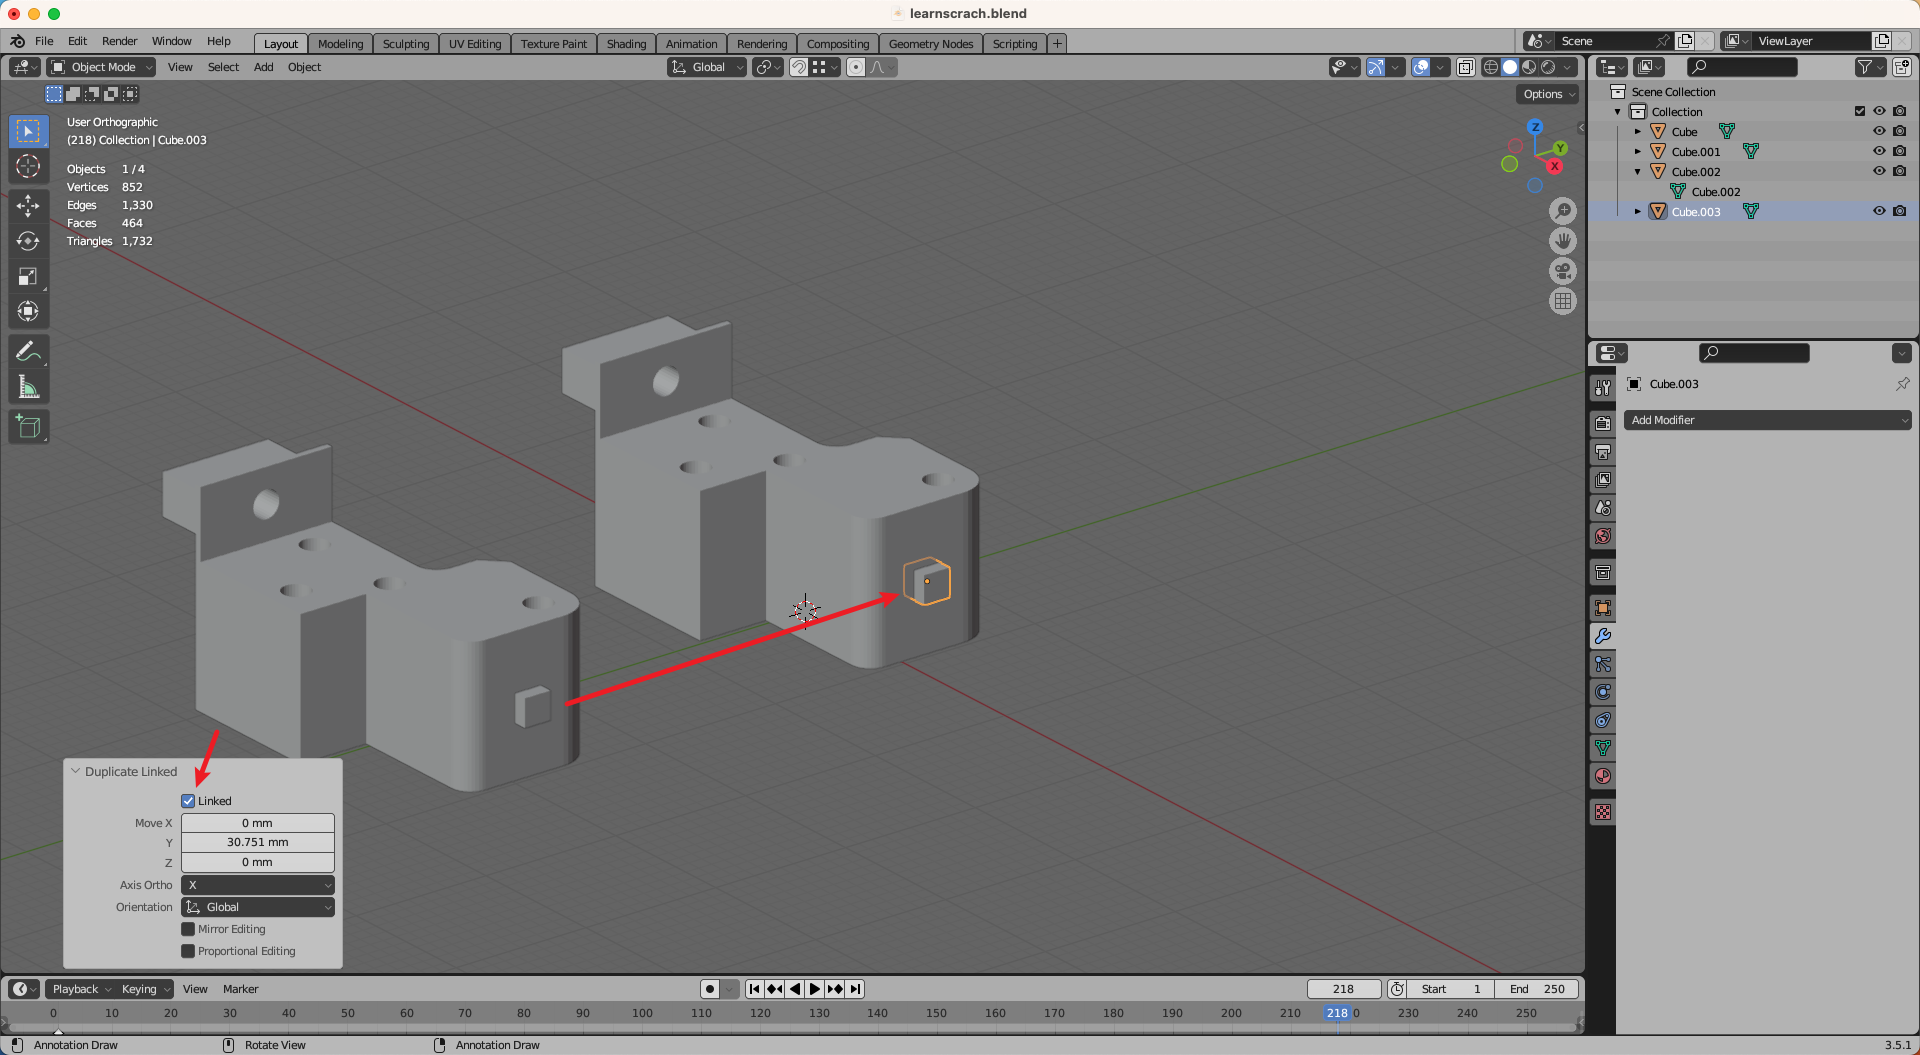 learnscrach.blend
File Edit Render Window Help
Layout Modeling Sculpting UV Editing Texture Paint Shading Animation Rendering Compositing Geometry Nodes Scripting +
Scene
ViewLayer
Object Mode View Select Add Object
Global
Options
User Orthographic
(218) Collection | Cube.003
Objects 1 / 4
Vertices 852
Edges 1,330
Faces 464
Triangles 1,732
Z
Y
X
Scene Collection
Collection
Cube
Cube.001
Cube.002
Cube.002
Cube.003
Cube.003
Add Modifier
Duplicate Linked
Linked
Move X 0 mm
Y 30.751 mm
Z 0 mm
Axis Ortho X
Orientation Global
Mirror Editing
Proportional Editing
Playback Keying View Marker
218
Start 1
End 250
0 10 20 30 40 50 60 70 80 90 100 110 120 130 140 150 160 170 180 190 200 210 218 0 230 240 250
Annotation Draw
Rotate View
Annotation Draw
3.5.1